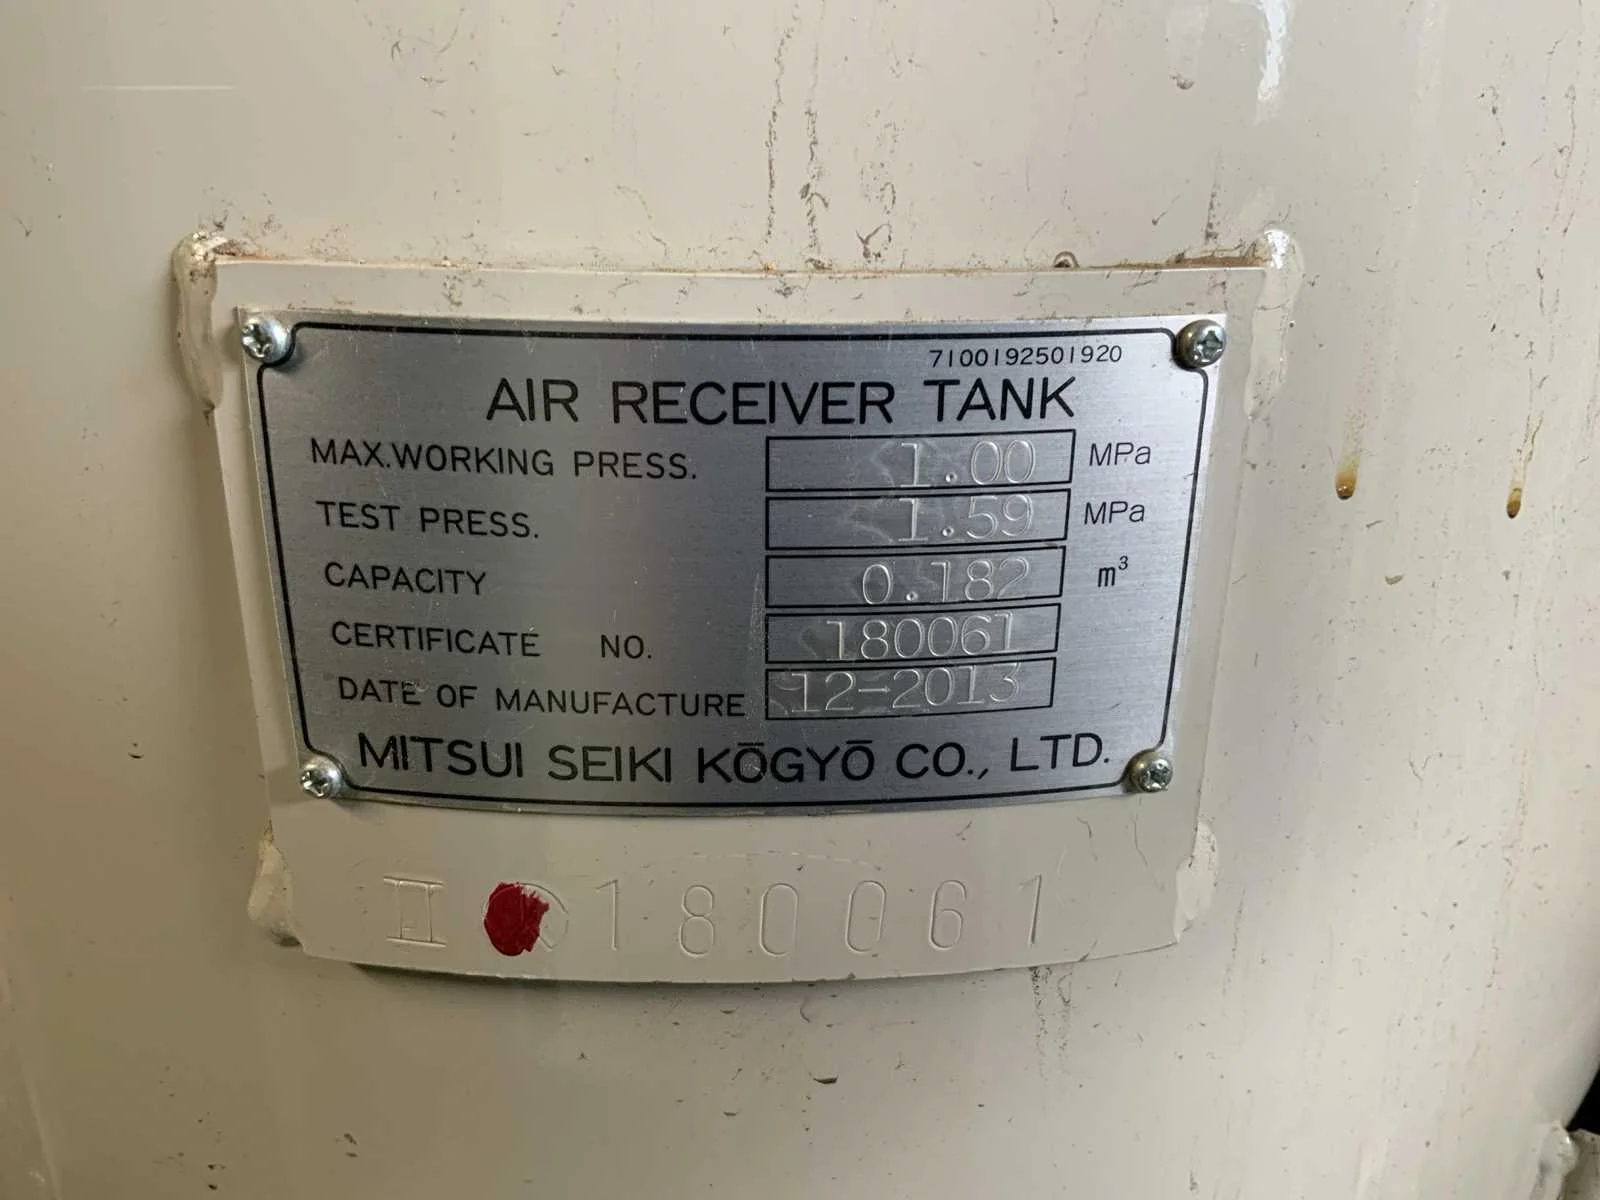 7100192501920
AIR RECEIVER TANK
MAX.WORKING PRESS. 1.00 MPa
TEST PRESS. 1.59 MPa
CAPACITY 0.182 m³
CERTIFICATE NO. 180061
DATE OF MANUFACTURE 12-2013
MITSUI SEIKI KŌGYŌ CO., LTD.
II 180061